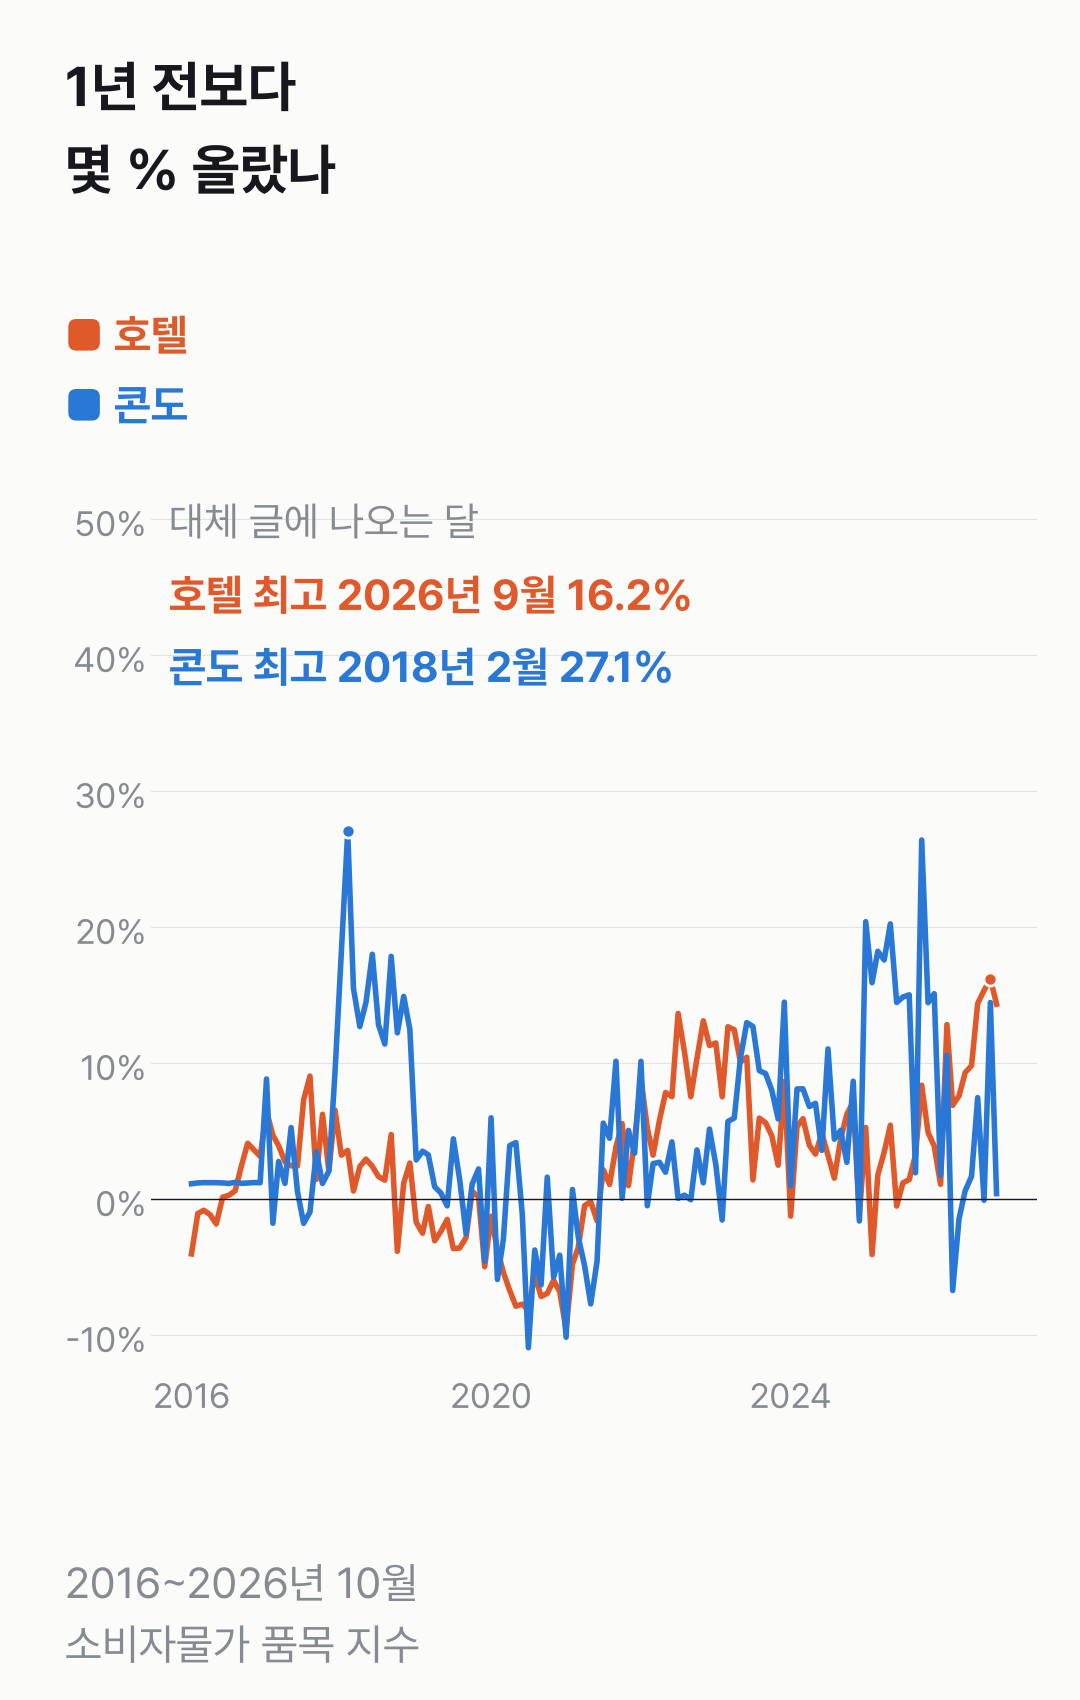 1년 전보다
몇 % 올랐나
호텔
콘도
50%
대체 글에 나오는 달
호텔 최고 2026년 9월 16.2%
40%
콘도 최고 2018년 2월 27.1%
30%
20%
10%
0%
-10%
2016 2020 2024
2016~2026년 10월
소비자물가 품목 지수